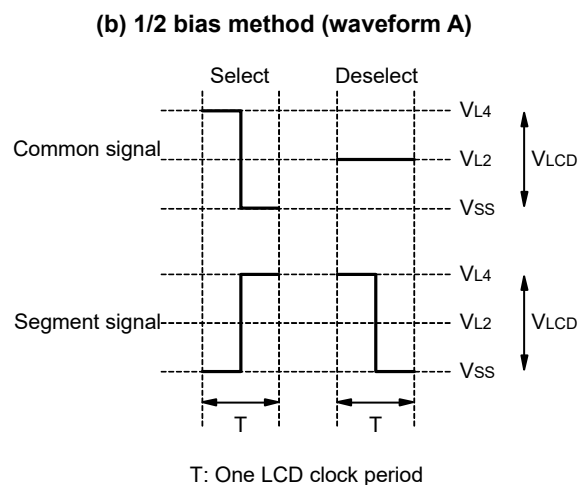 (b) 1/2 bias method (waveform A)
Select Deselect
Common signal
VL4
VL2
VSS
VLCD
Segment signal
VL4
VL2
VSS
VLCD
T T
T: One LCD clock period